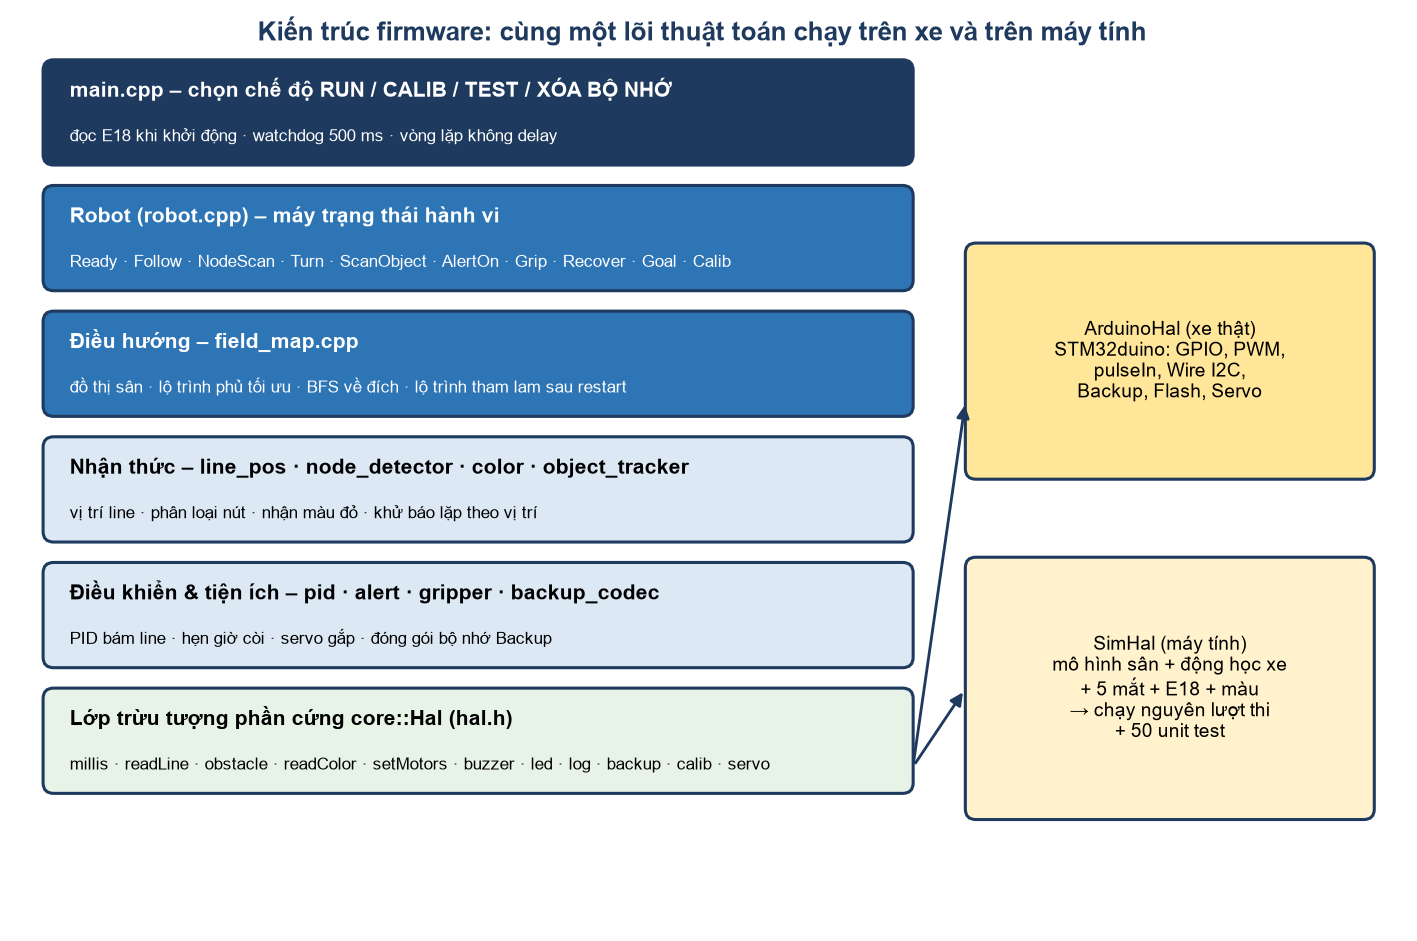 Kiến trúc firmware: cùng một lõi thuật toán chạy trên xe và trên máy tính
main.cpp – chọn chế độ RUN / CALIB / TEST / XÓA BỘ NHỚ
đọc E18 khi khởi động · watchdog 500 ms · vòng lặp không delay
Robot (robot.cpp) – máy trạng thái hành vi
Ready · Follow · NodeScan · Turn · ScanObject · AlertOn · Grip · Recover · Goal · Calib
Điều hướng – field_map.cpp
đồ thị sân · lộ trình phủ tối ưu · BFS về đích · lộ trình tham lam sau restart
Nhận thức – line_pos · node_detector · color · object_tracker
vị trí line · phân loại nút · nhận màu đỏ · khử báo lặp theo vị trí
Điều khiển & tiện ích – pid · alert · gripper · backup_codec
PID bám line · hẹn giờ còi · servo gắp · đóng gói bộ nhớ Backup
Lớp trừu tượng phần cứng core::Hal (hal.h)
millis · readLine · obstacle · readColor · setMotors · buzzer · led · log · backup · calib · servo
ArduinoHal (xe thật)
STM32duino: GPIO, PWM,
pulseIn, Wire I2C,
Backup, Flash, Servo
SimHal (máy tính)
mô hình sân + động học xe
+ 5 mắt + E18 + màu
→ chạy nguyên lượt thi
+ 50 unit test